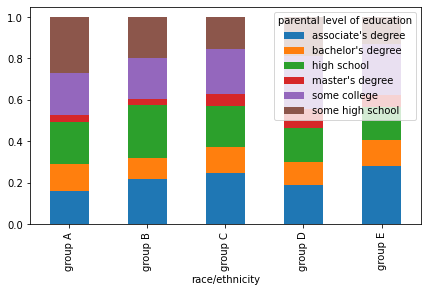 1.0
0.8
0.6
0.4
0.2
0.0
parental level of education
associate's degree
bachelor's degree
high school
master's degree
some college
some high school
group A
group B
group C
group D
group E
race/ethnicity